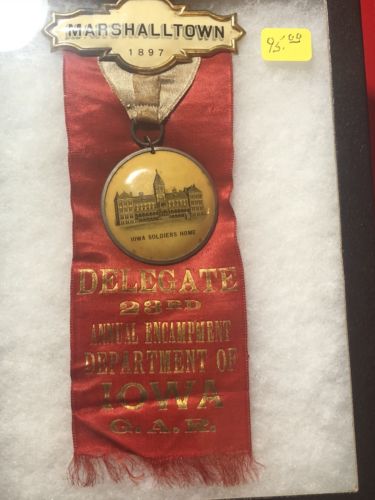 MARSHALLTOWN
1897
95.00
IOWA SOLDIERS HOME
DELEGATE
23RD
ANNUAL ENCAMPMENT
DEPARTMENT OF
IOWA
G.A.R.